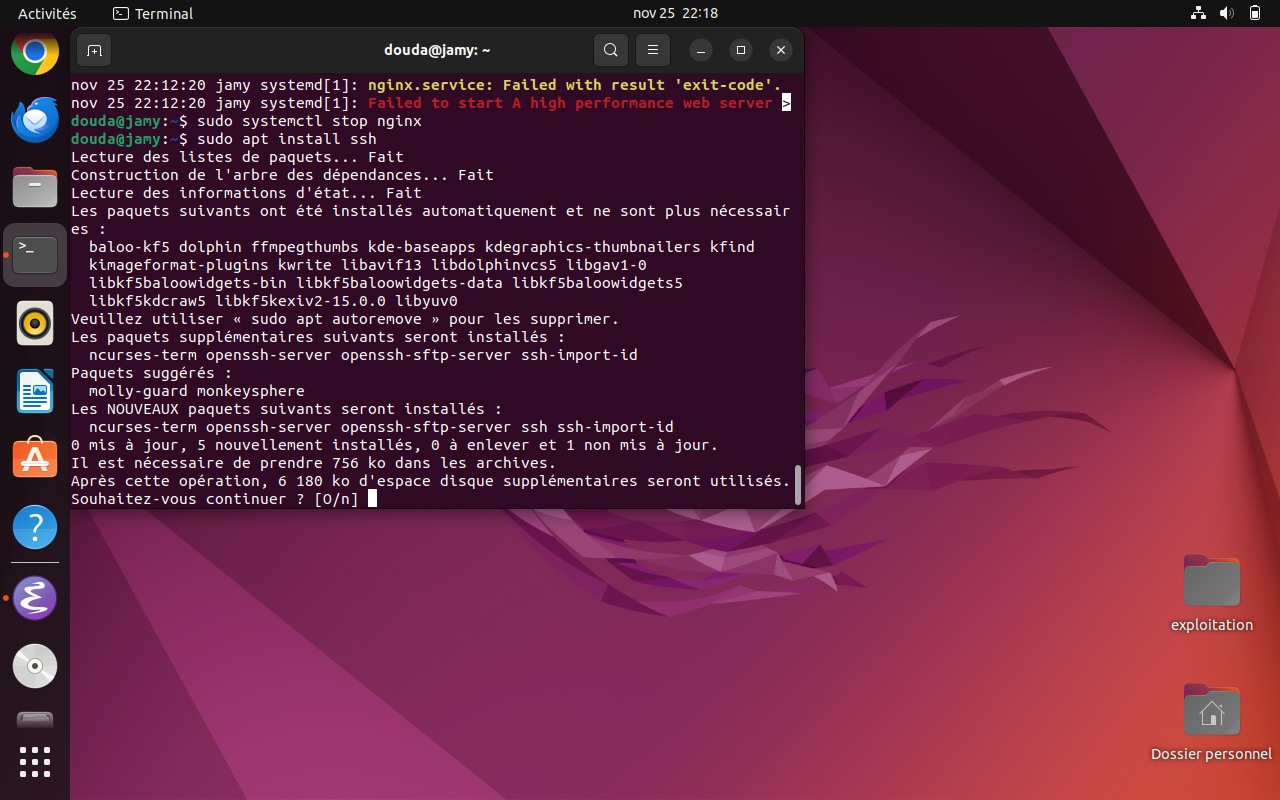 Activités
Terminal
nov 25 22:18
douda@jamy: ~
nov 25 22:12:20 jamy systemd[1]: nginx.service: Failed with result 'exit-code'.
nov 25 22:12:20 jamy systemd[1]: Failed to start A high performance web server >
douda@jamy:~$ sudo systemctl stop nginx
douda@jamy:~$ sudo apt install ssh
Lecture des listes de paquets... Fait
Construction de l'arbre des dépendances... Fait
Lecture des informations d'état... Fait
Les paquets suivants ont été installés automatiquement et ne sont plus nécessair
es :
baloo-kf5 dolphin ffmpegthumbs kde-baseapps kdegraphics-thumbnailers kfind
kimageformat-plugins kwrite libavif13 libdolphinvcs5 libgav1-0
libkf5baloowidgets-bin libkf5baloowidgets-data libkf5baloowidgets5
libkf5kdcraw5 libkf5kexiv2-15.0.0 libyuv0
Veuillez utiliser « sudo apt autoremove » pour les supprimer.
Les paquets supplémentaires suivants seront installés :
ncurses-term openssh-server openssh-sftp-server ssh-import-id
Paquets suggérés :
molly-guard monkeysphere
Les NOUVEAUX paquets suivants seront installés :
ncurses-term openssh-server openssh-sftp-server ssh ssh-import-id
0 mis à jour, 5 nouvellement installés, 0 à enlever et 1 non mis à jour.
Il est nécessaire de prendre 756 ko dans les archives.
Après cette opération, 6 180 ko d'espace disque supplémentaires seront utilisés.
Souhaitez-vous continuer ? [O/n]
exploitation
Dossier personnel